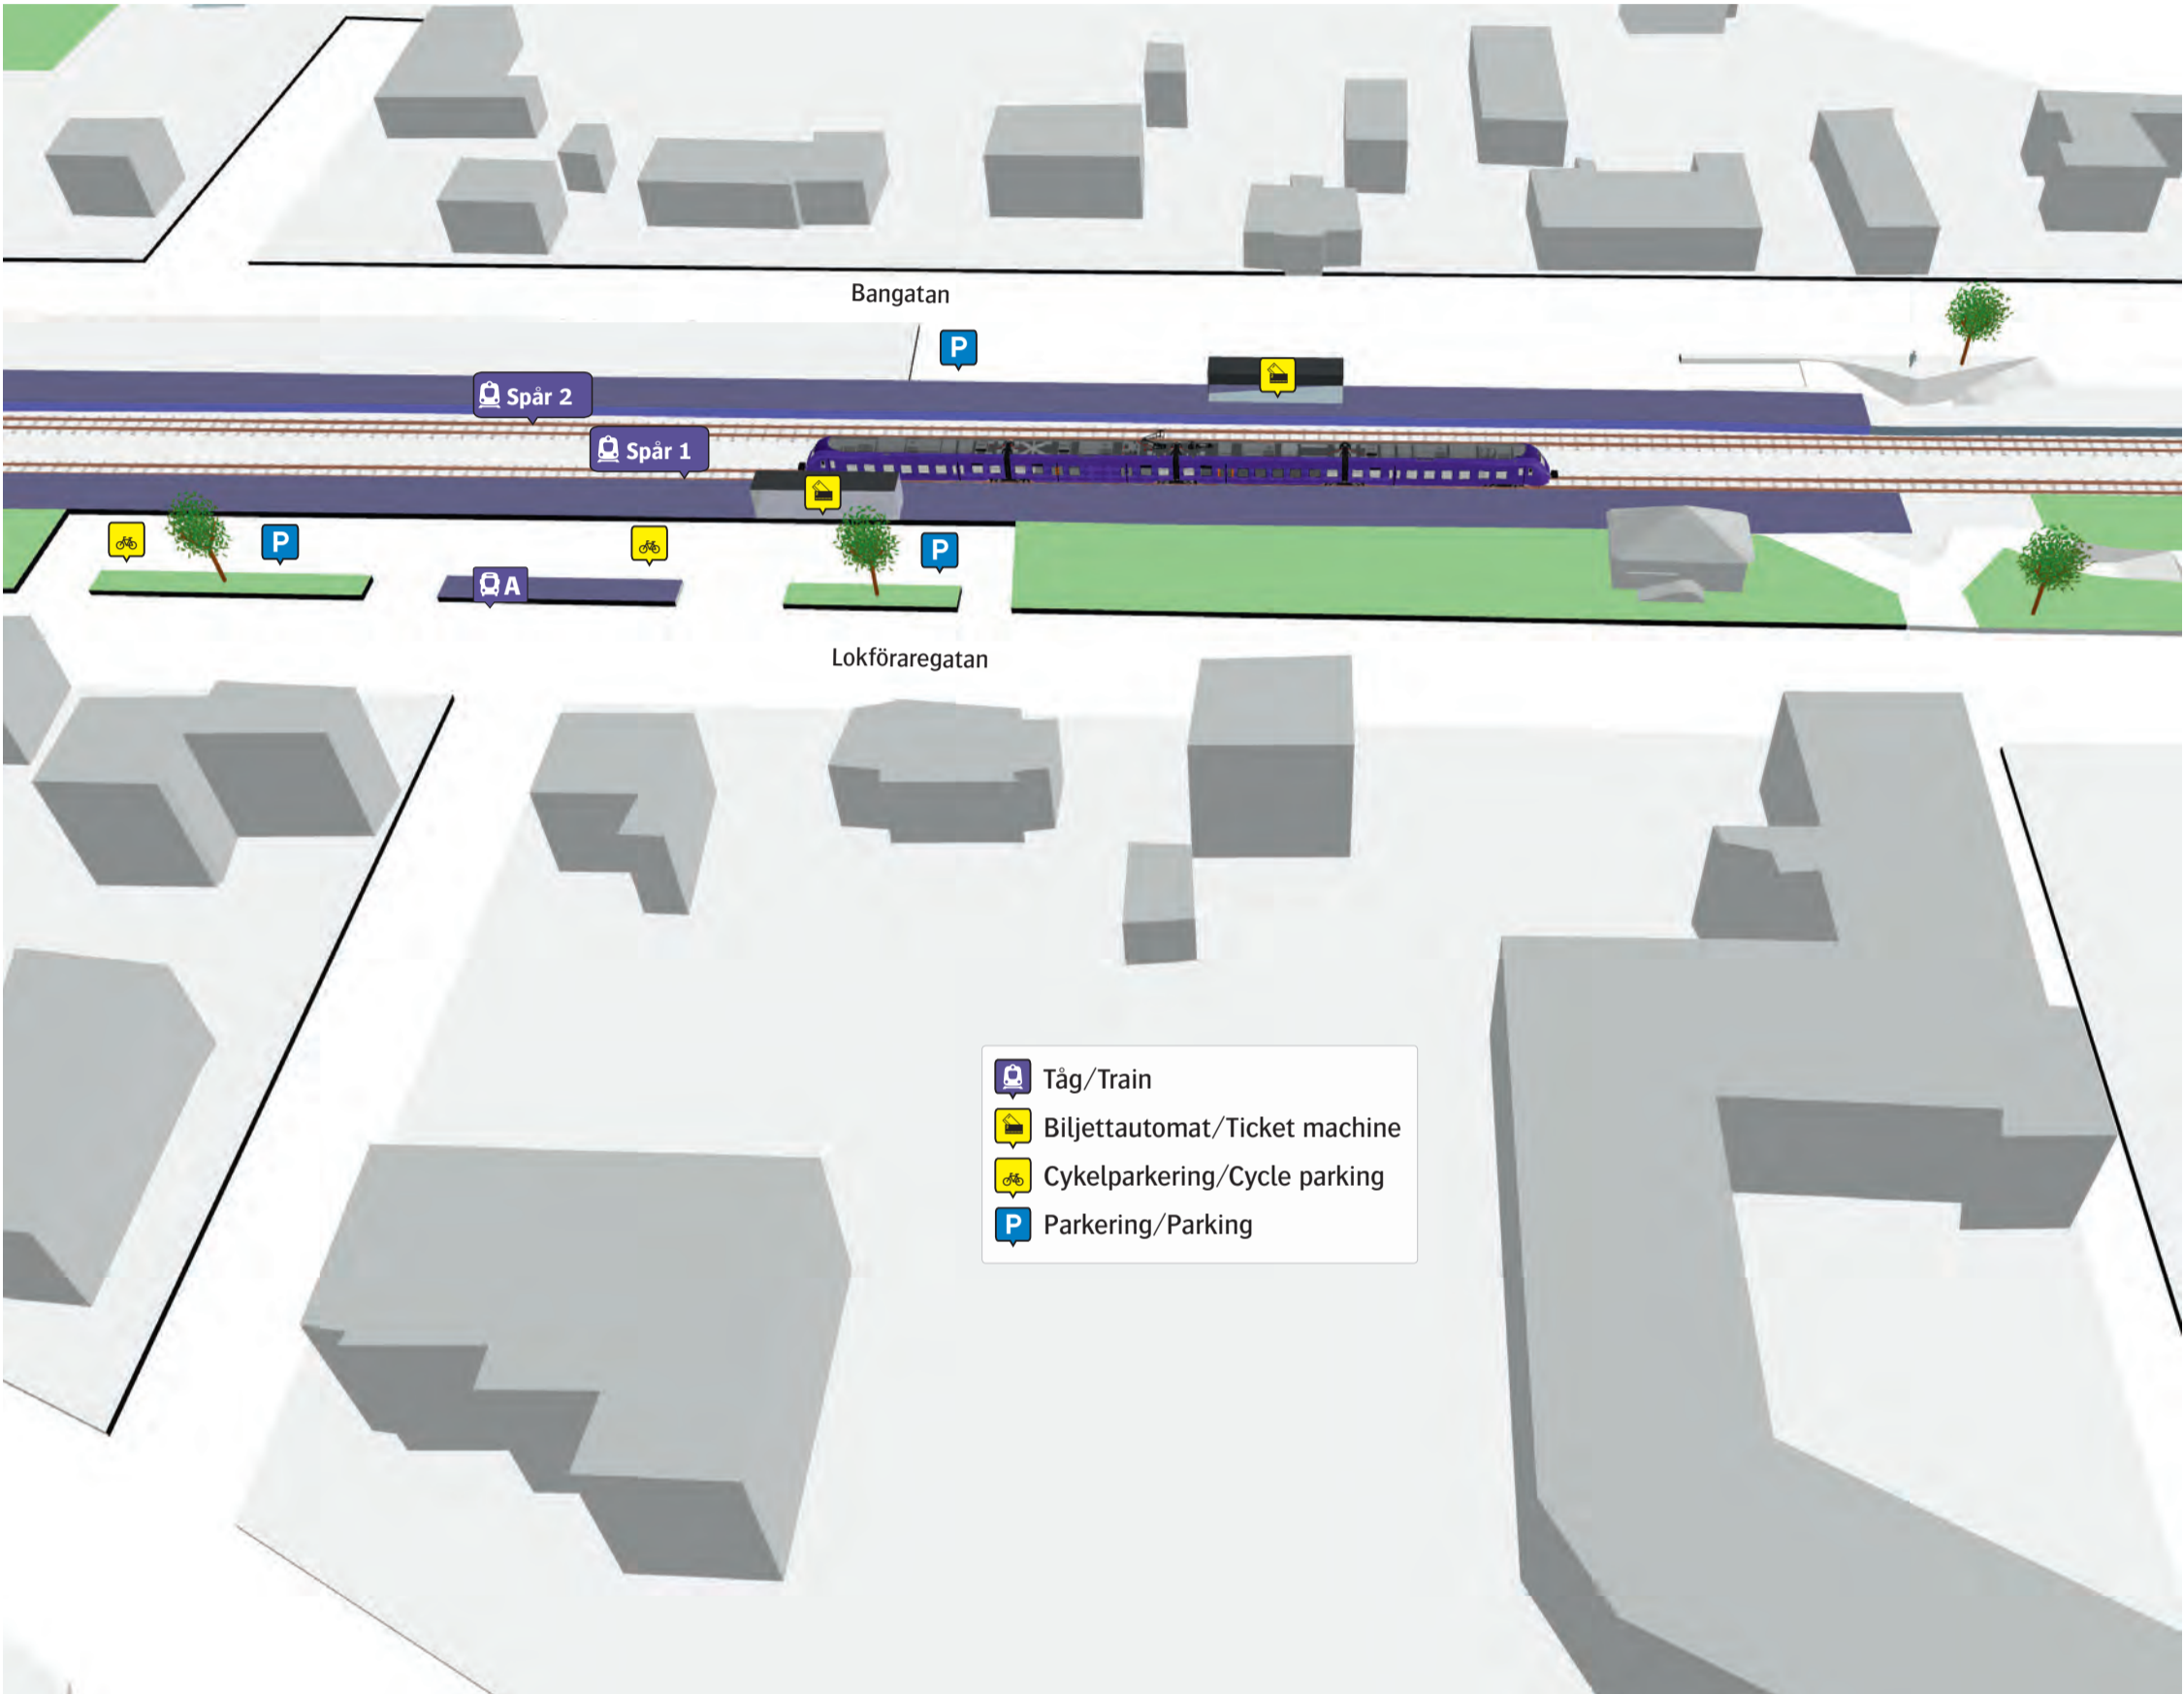 Bangatan
P
Spår 2
Spår 1
P
P
A
Lokföraregatan
Tåg/Train
Biljettautomat/Ticket machine
Cykelparkering/Cycle parking
P Parkering/Parking